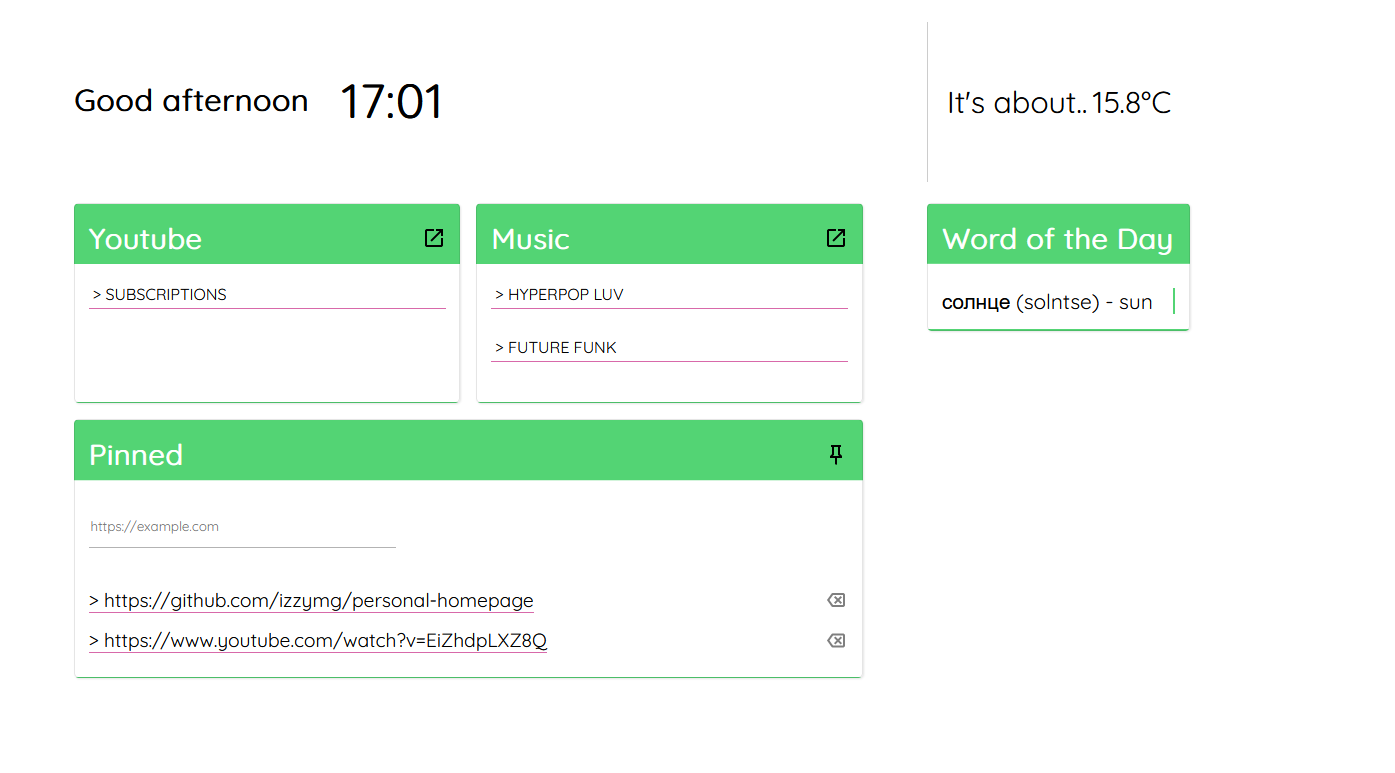 Good afternoon 17:01
It's about.. 15.8°C
Youtube
> SUBSCRIPTIONS
Music
> HYPERPOP LUV
> FUTURE FUNK
Word of the Day
солнце (solntse) - sun
Pinned
https://example.com
> https://github.com/izzymg/personal-homepage
> https://www.youtube.com/watch?v=EiZhdpLXZ8Q